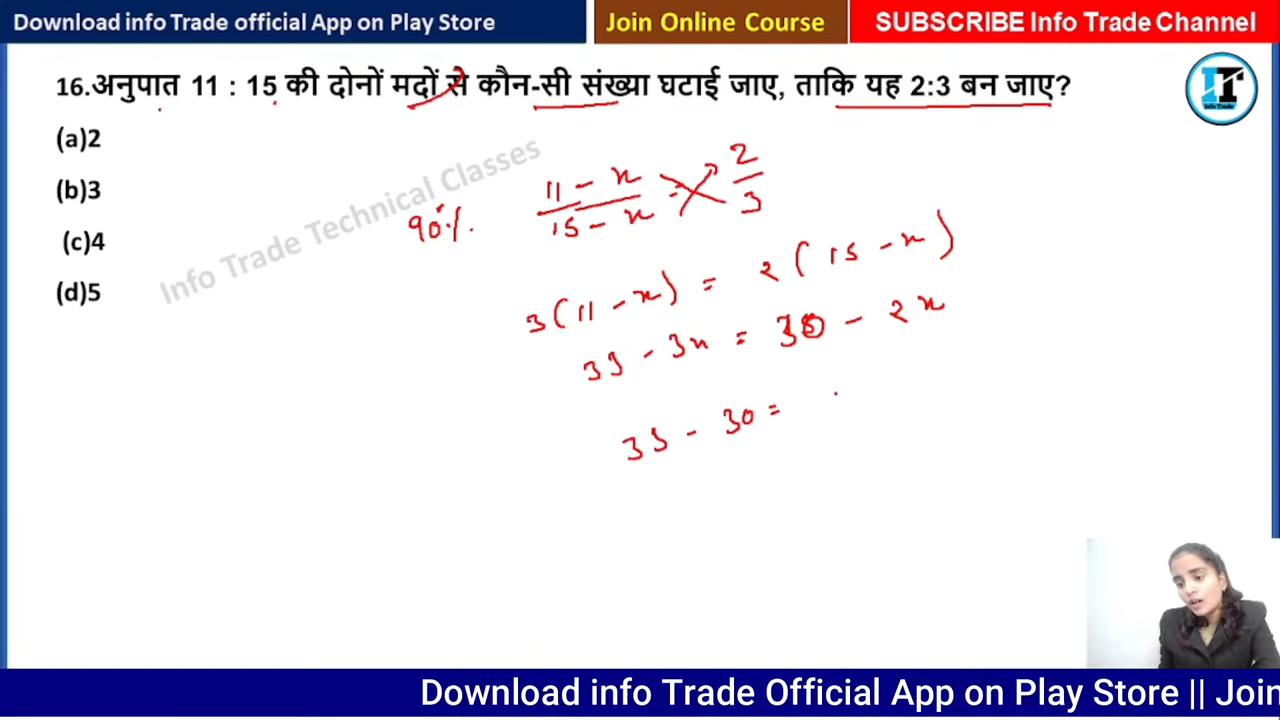 Download info Trade official App on Play Store
Join Online Course
SUBSCRIBE Info Trade Channel
16.अनुपात 11 : 15 की दोनों मदों से कौन-सी संख्या घटाई जाए, ताकि यह 2:3 बन जाए?
IT
Info Trade
(a)2
(b)3
(c)4
(d)5
Info Trade Technical Classes
90%.
11 - x / 15 - x = 2 / 3
3(11 - x) = 2(15 - x)
33 - 3x = 30 - 2x
33 - 30 =
Download info Trade Official App on Play Store || Join